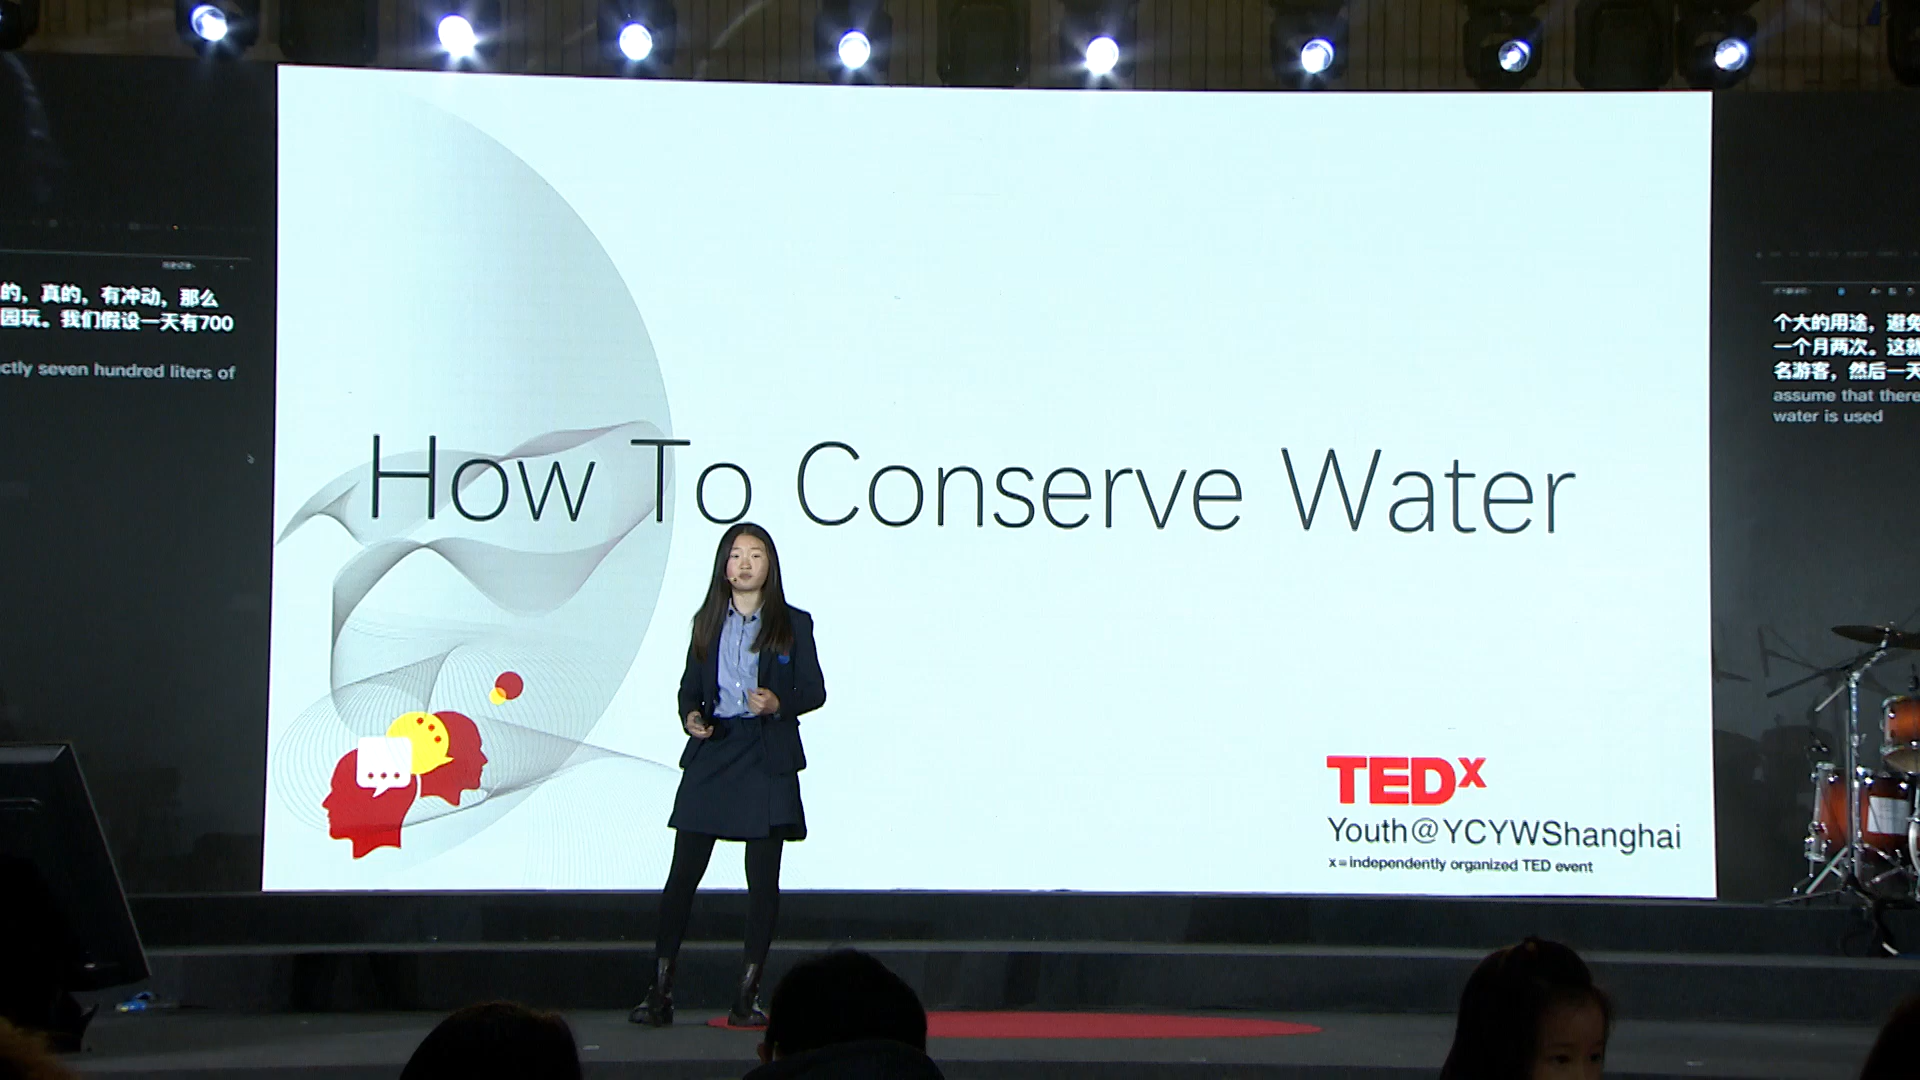 How To Conserve Water
的，真的，有冲动，那么
园玩。我们假设一天有700
ctly seven hundred liters of
个大的用途，避免
一个月两次。这就
名游客，然后一天
assume that there
water is used
TEDx
Youth@YCYWShanghai
x = independently organized TED event